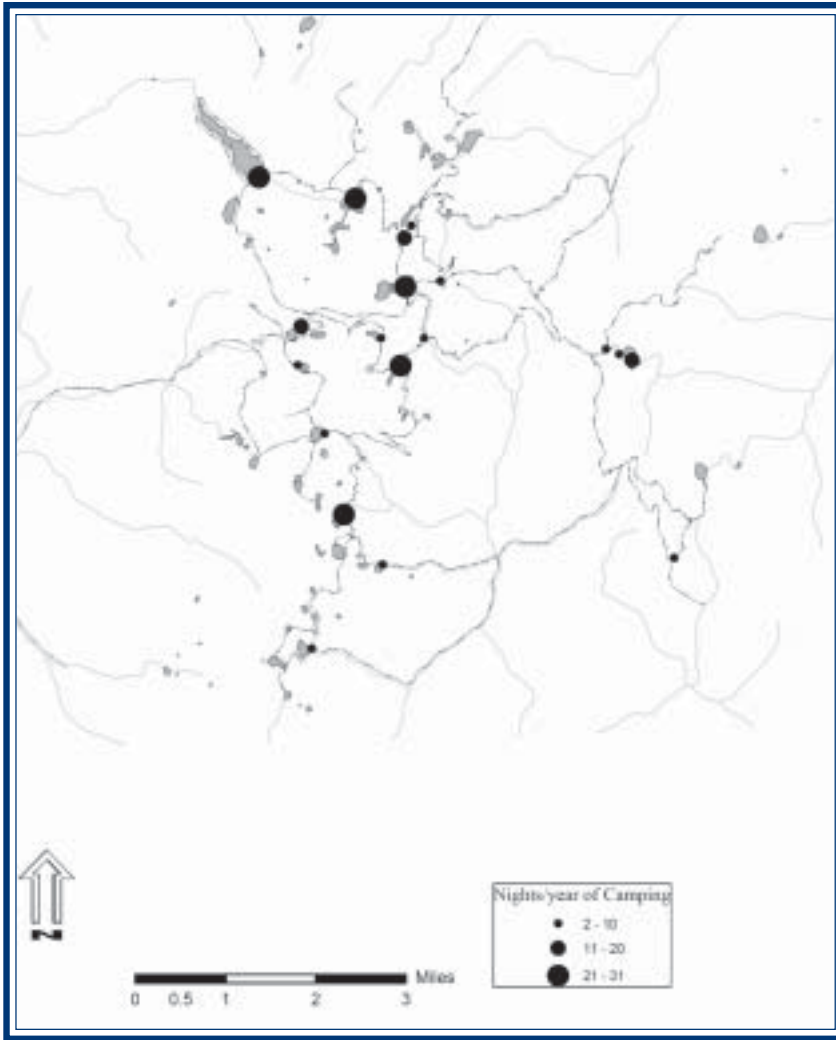 N
Nights/year of Camping
2 - 10
11 - 20
21 - 31
Miles
0 0.5 1 2 3